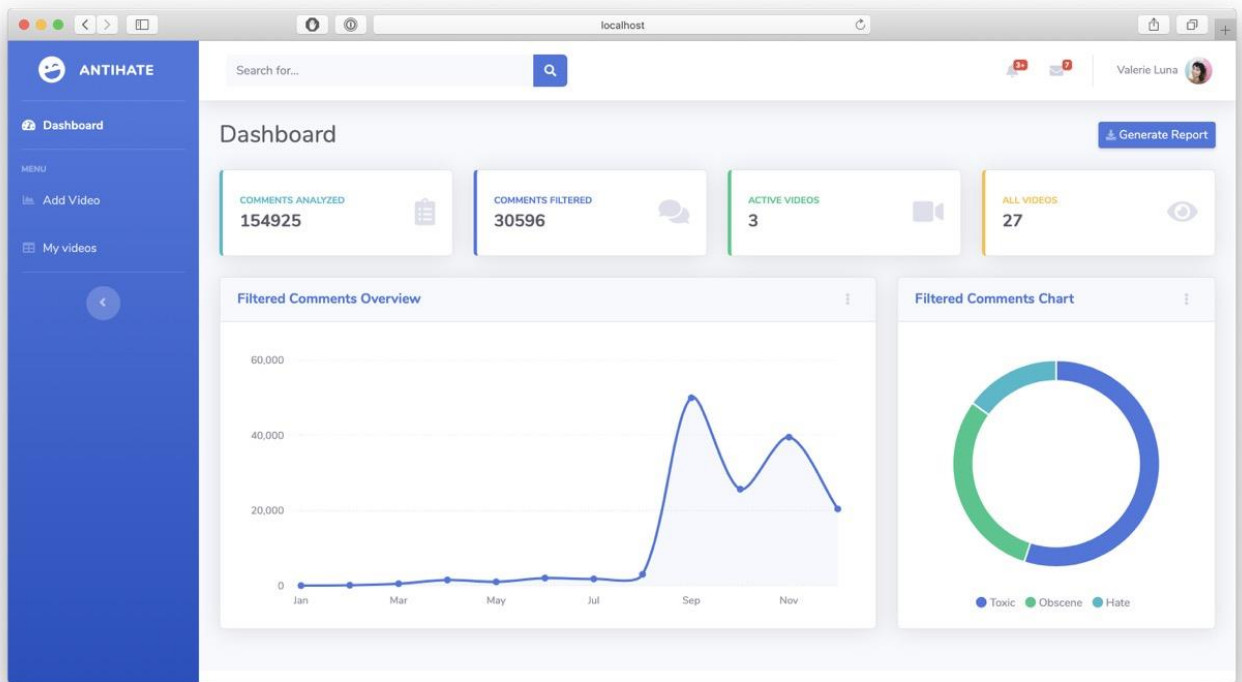 localhost
ANTIHATE
Search for...
3+
7
Valerie Luna
Dashboard
MENU
Add Video
My videos
Dashboard
Generate Report
COMMENTS ANALYZED
154925
COMMENTS FILTERED
30596
ACTIVE VIDEOS
3
ALL VIDEOS
27
Filtered Comments Overview
60,000
40,000
20,000
0
Jan Mar May Jul Sep Nov
Filtered Comments Chart
Toxic Obscene Hate